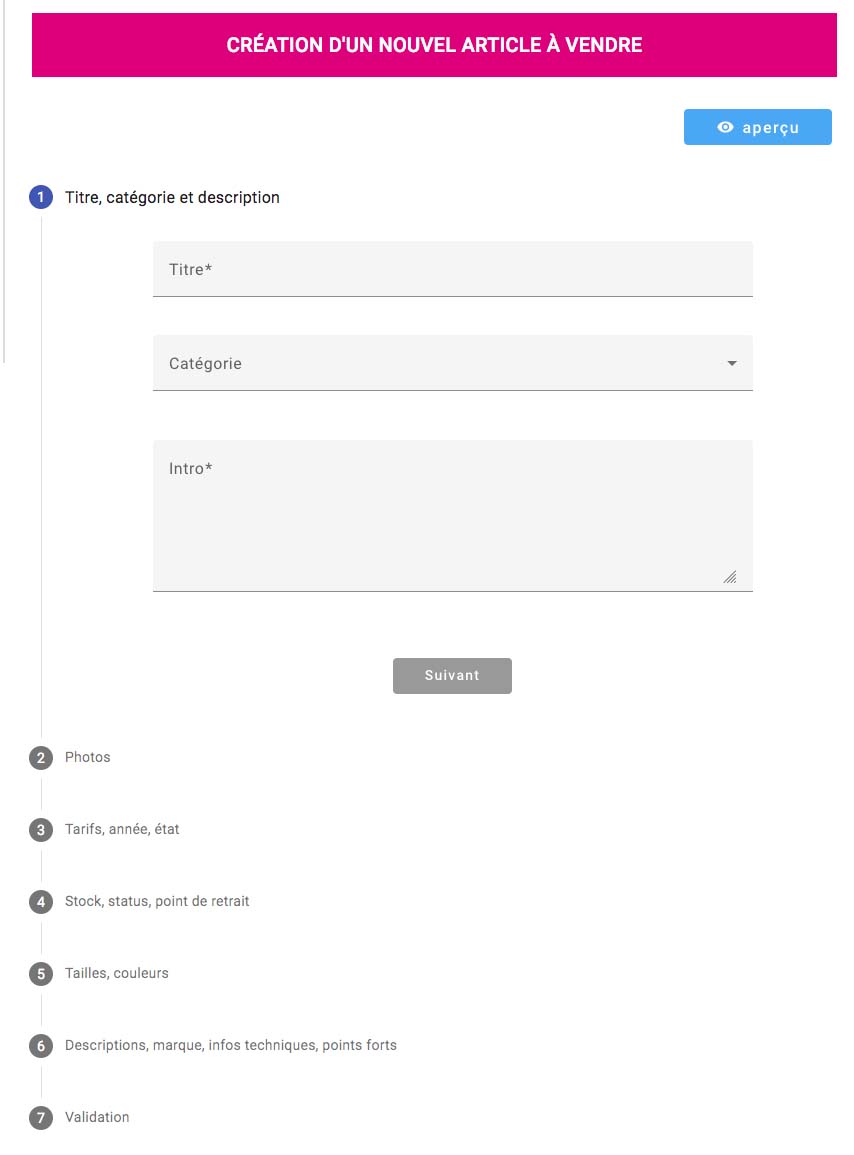 CRÉATION D'UN NOUVEL ARTICLE À VENDRE
aperçu
1 Titre, catégorie et description
Titre*
Catégorie
Intro*
Suivant
2 Photos
3 Tarifs, année, état
4 Stock, status, point de retrait
5 Tailles, couleurs
6 Descriptions, marque, infos techniques, points forts
7 Validation